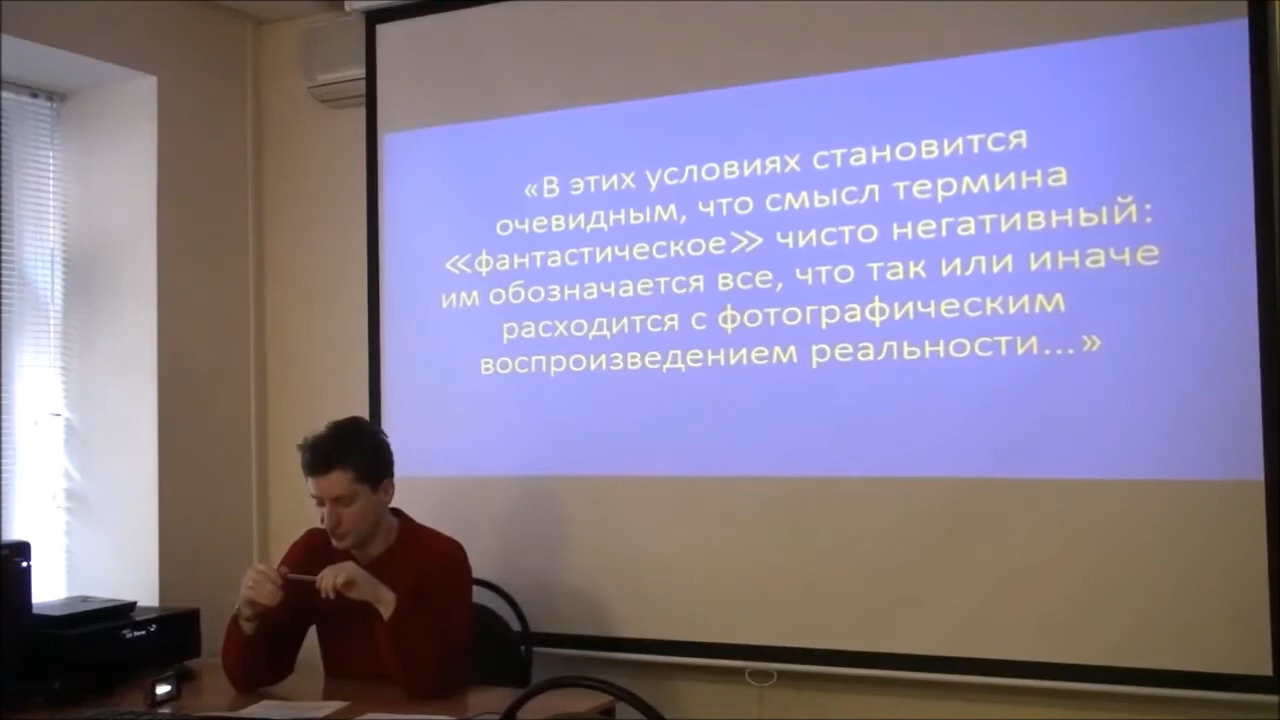 «В этих условиях становится
очевидным, что смысл термина
≪фантастическое≫ чисто негативный:
им обозначается все, что так или иначе
расходится с фотографическим
воспроизведением реальности...»